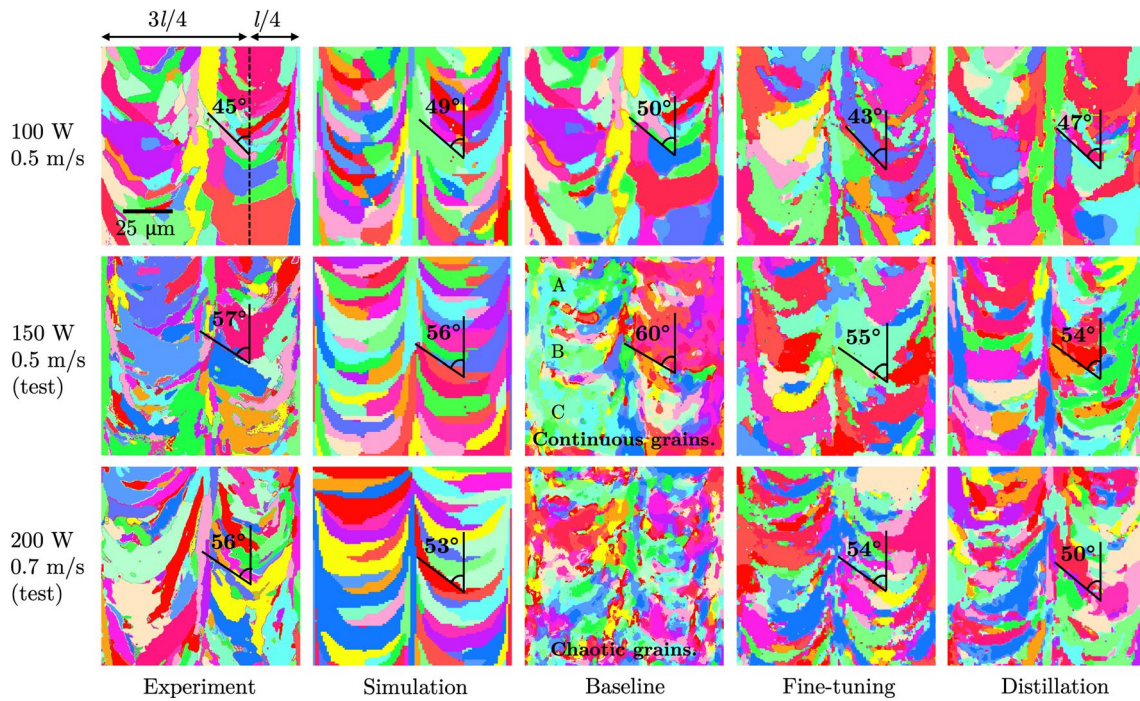 3l/4 l/4
100 W
0.5 m/s
45° 49° 50° 43° 47°
25 μm
150 W
0.5 m/s
(test)
57° 56° 60° 55° 54°
A
B
C
Continuous grains.
200 W
0.7 m/s
(test)
56° 53° 54° 50°
Chaotic grains.
Experiment Simulation Baseline Fine-tuning Distillation